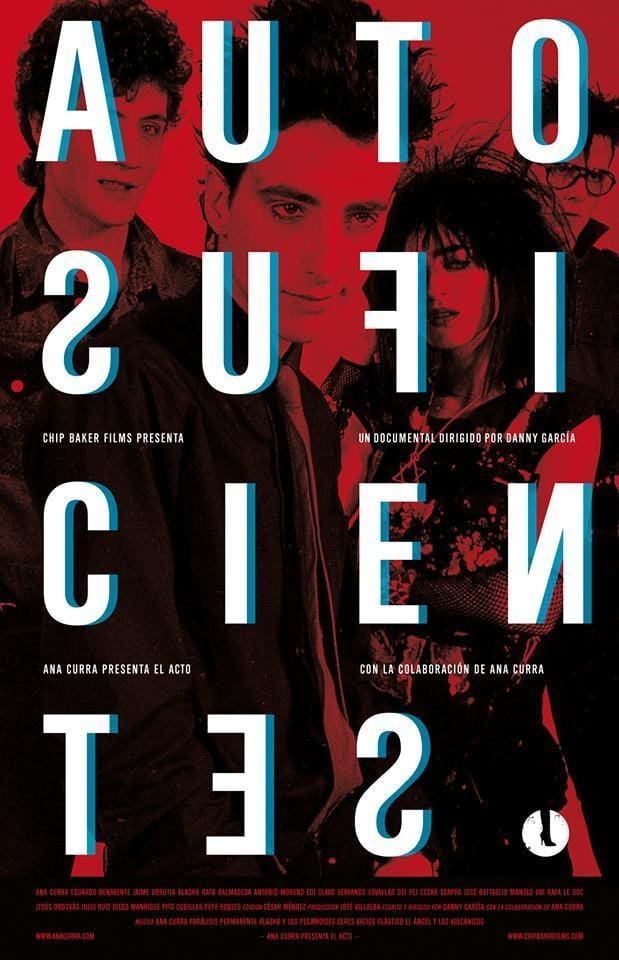 AUTO
SUFI
CHIP BAKER FILMS PRESENTA
UN DOCUMENTAL DIRIGIDO POR DANNY GARCÍA
CIEN
ANA CURRA PRESENTA EL ACTO
CON LA COLABORACIÓN DE ANA CURRA
TES
ANA CURRA EDUARDO BENAVENTE JAIME URRUTIA ALASKA RAFA BALMASEDA ANTONIO MORENO EDI CLAVO SERVANDO CAVALLAR DEI PEI CÉSAR SCAPPA JOSÉ BATTAGLIO MANOLO UVI RAFA LE DOC
JESÚS ORDOVÁS JULIO RUIZ DIEGO MANRIQUE PITO CUBILLAS PEPE ROBLES EDICIÓN CÉSAR MÉNDEZ PRODUCCIÓN JOSÉ VILLALBA ESCRITO Y DIRIGIDO POR DANNY GARCÍA CON LA COLABORACIÓN DE ANA CURRA
MÚSICA ANA CURRA PARÁLISIS PERMANENTE ALASKA Y LOS PEGAMOIDES SERES VACÍOS PLÁSTICO EL ÁNGEL Y LOS VOLCÁNICOS
WWW.ANACURRA.COM
– ANA CURRA PRESENTA EL ACTO –
WWW.CHIPBAKERFILMS.COM